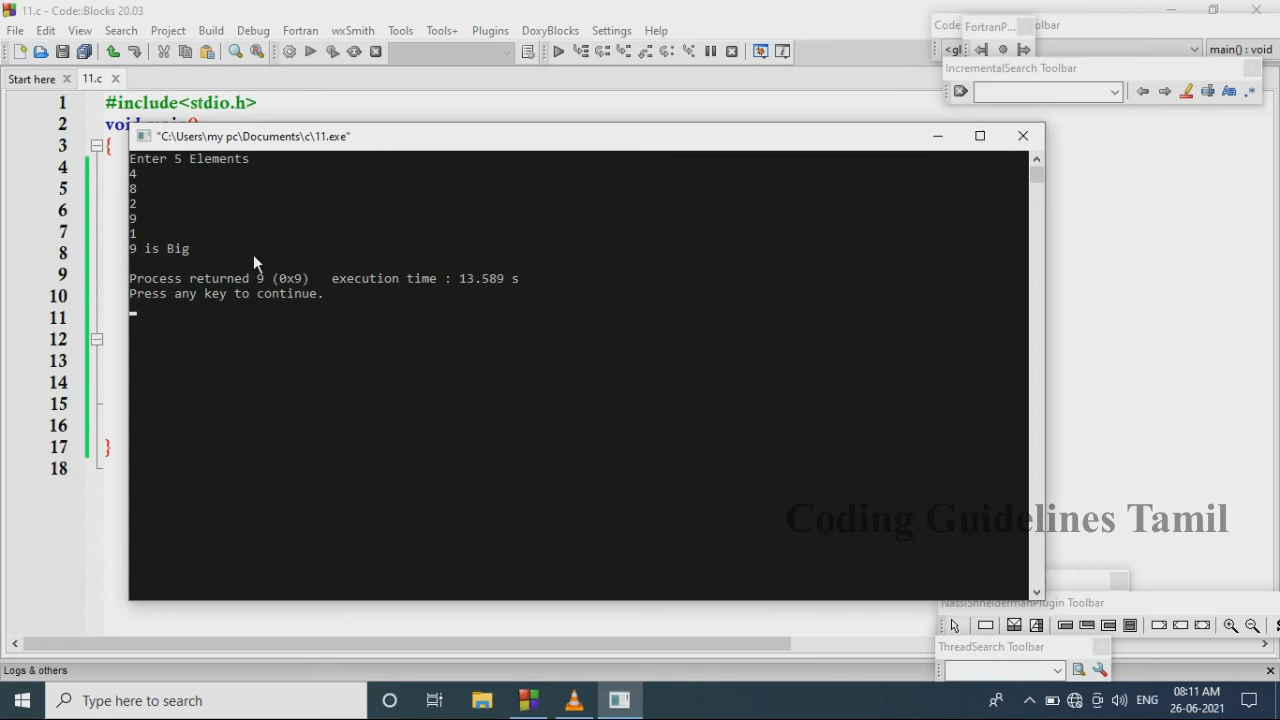 11.c - Code::Blocks 20.03
File Edit View Search Project Build Debug Fortran wxSmith Tools Tools+ Plugins DoxyBlocks Settings Help
FortranP...
main() : void
IncrementalSearch Toolbar
Start here
11.c
1 #include<stdio.h>
2
3 {
4
5
6
7
8
9
10
11
12
13
14
15
16
17 }
18
"C:\Users\my pc\Documents\c\11.exe"
Enter 5 Elements
4
8
2
9
1
9 is Big
Process returned 9 (0x9)   execution time : 13.589 s
Press any key to continue.
Coding Guidelines Tamil
NassiShneidermanPlugin Toolbar
ThreadSearch Toolbar
Logs & others
Type here to search
ENG
08:11 AM
26-06-2021